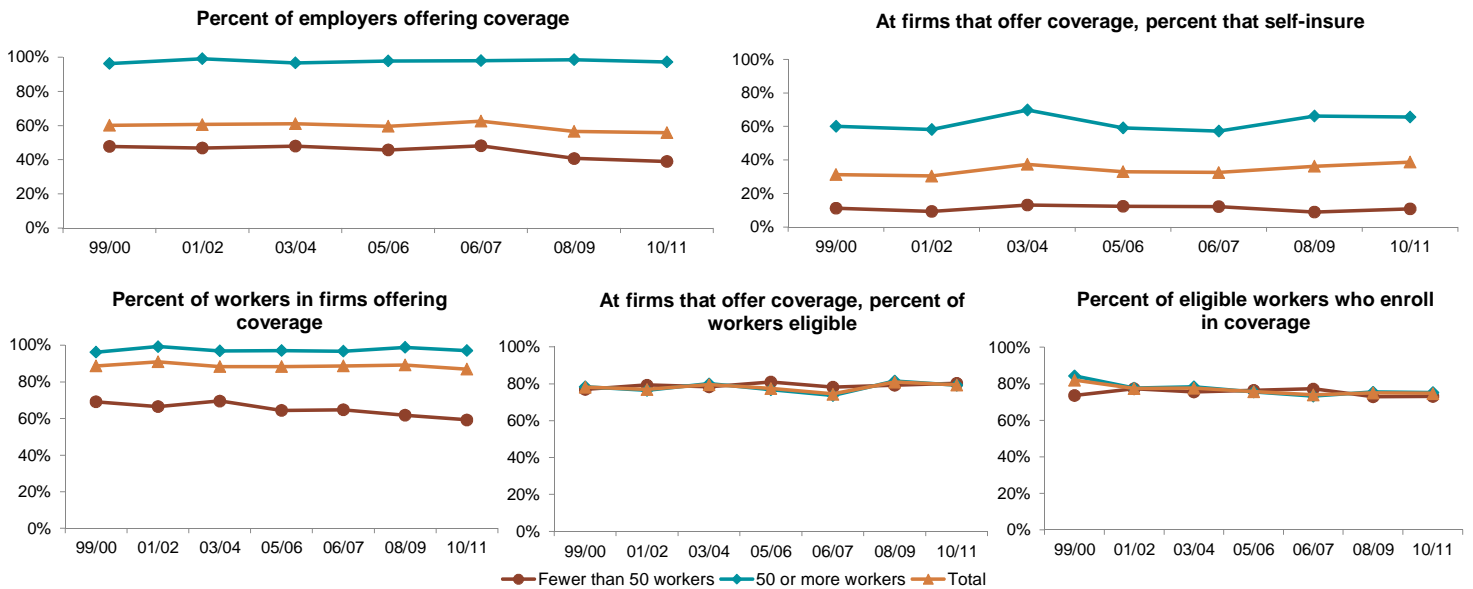 Percent of employers offering coverage
100%
80%
60%
40%
20%
0%
99/00 01/02 03/04 05/06 06/07 08/09 10/11
At firms that offer coverage, percent that self-insure
100%
80%
60%
40%
20%
0%
99/00 01/02 03/04 05/06 06/07 08/09 10/11
Percent of workers in firms offering
coverage
100%
80%
60%
40%
20%
0%
99/00 01/02 03/04 05/06 06/07 08/09 10/11
At firms that offer coverage, percent of
workers eligible
100%
80%
60%
40%
20%
0%
99/00 01/02 03/04 05/06 06/07 08/09 10/11
Percent of eligible workers who enroll
in coverage
100%
80%
60%
40%
20%
0%
99/00 01/02 03/04 05/06 06/07 08/09 10/11
Fewer than 50 workers 50 or more workers Total